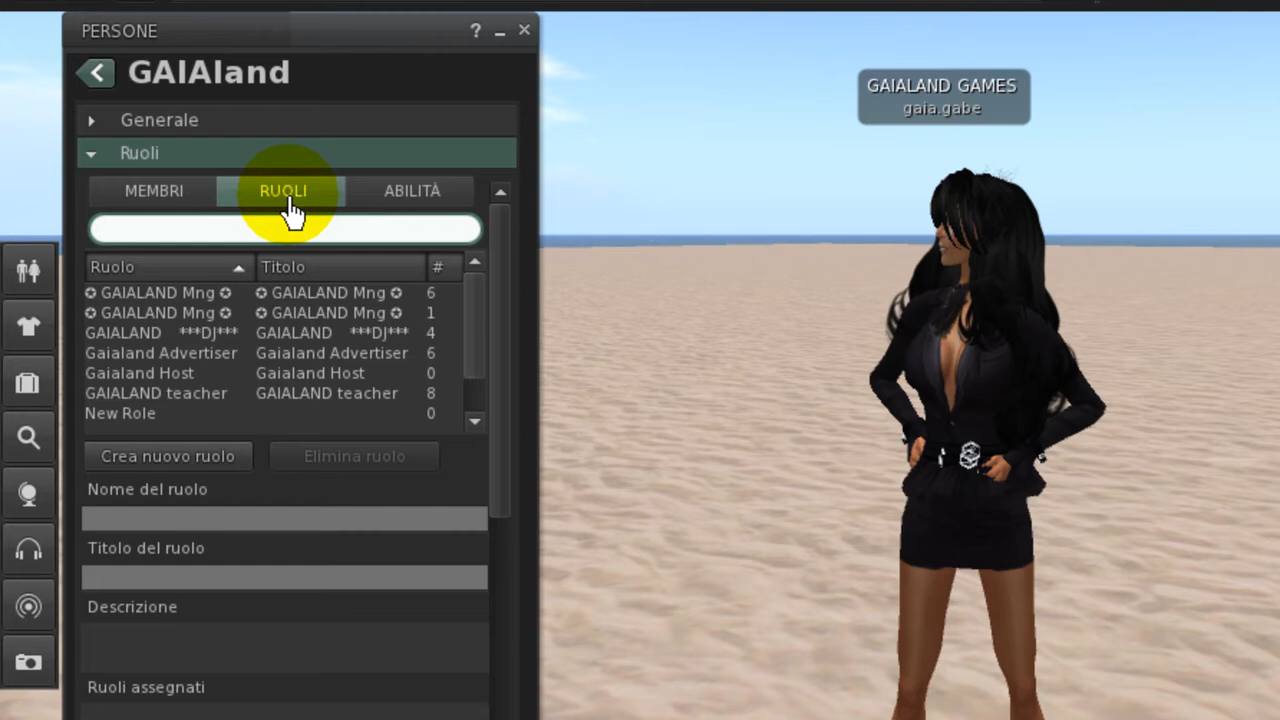 PERSONE ? _ ✕
GAIAland
Generale
Ruoli
MEMBRI RUOLI ABILITÀ
Ruolo Titolo #
✪ GAIALAND Mng ✪ ✪ GAIALAND Mng ✪ 6
✪ GAIALAND Mng ✪ ✪ GAIALAND Mng ✪ 1
GAIALAND ***DJ*** GAIALAND ***DJ*** 4
Gaialand Advertiser Gaialand Advertiser 6
Gaialand Host Gaialand Host 0
GAIALAND teacher GAIALAND teacher 8
New Role 0
Crea nuovo ruolo Elimina ruolo
Nome del ruolo
Titolo del ruolo
Descrizione
Ruoli assegnati
GAIALAND GAMES
gaia.gabe